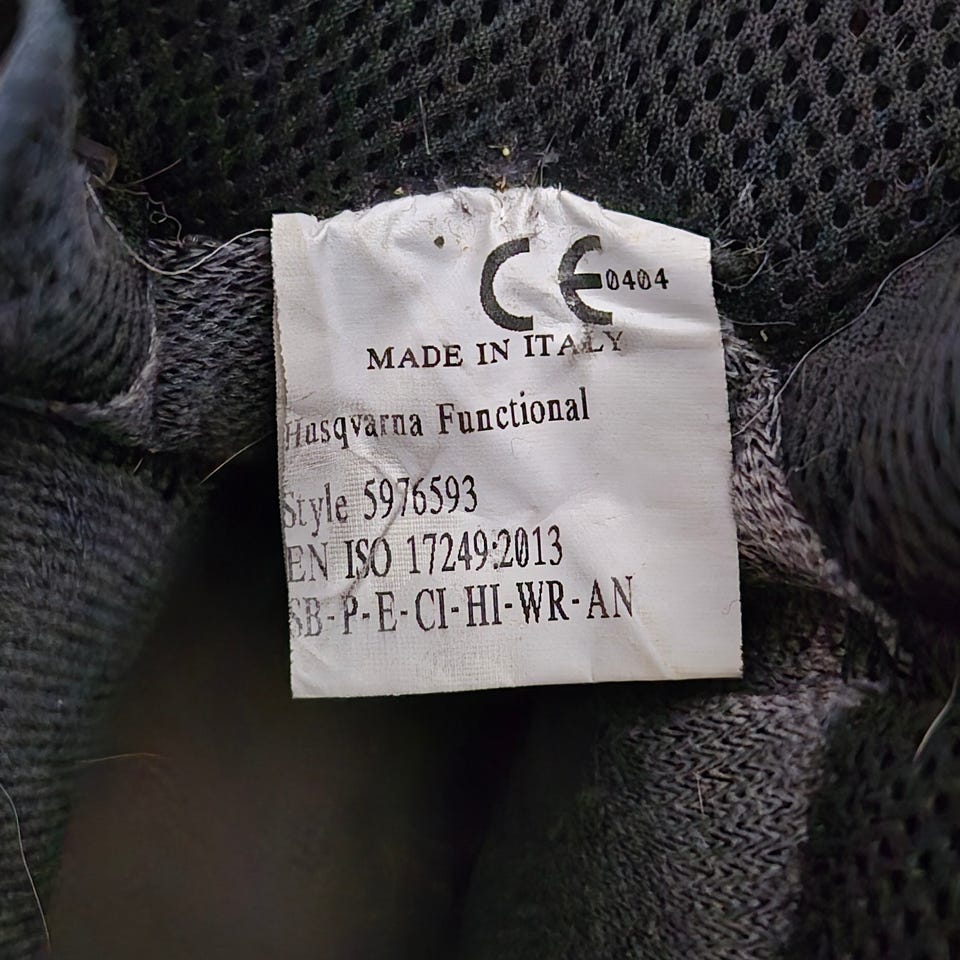 CE 0404
MADE IN ITALY
Husqvarna Functional
Style 5976593
EN ISO 17249:2013
SB-P-E-CI-HI-WR-AN